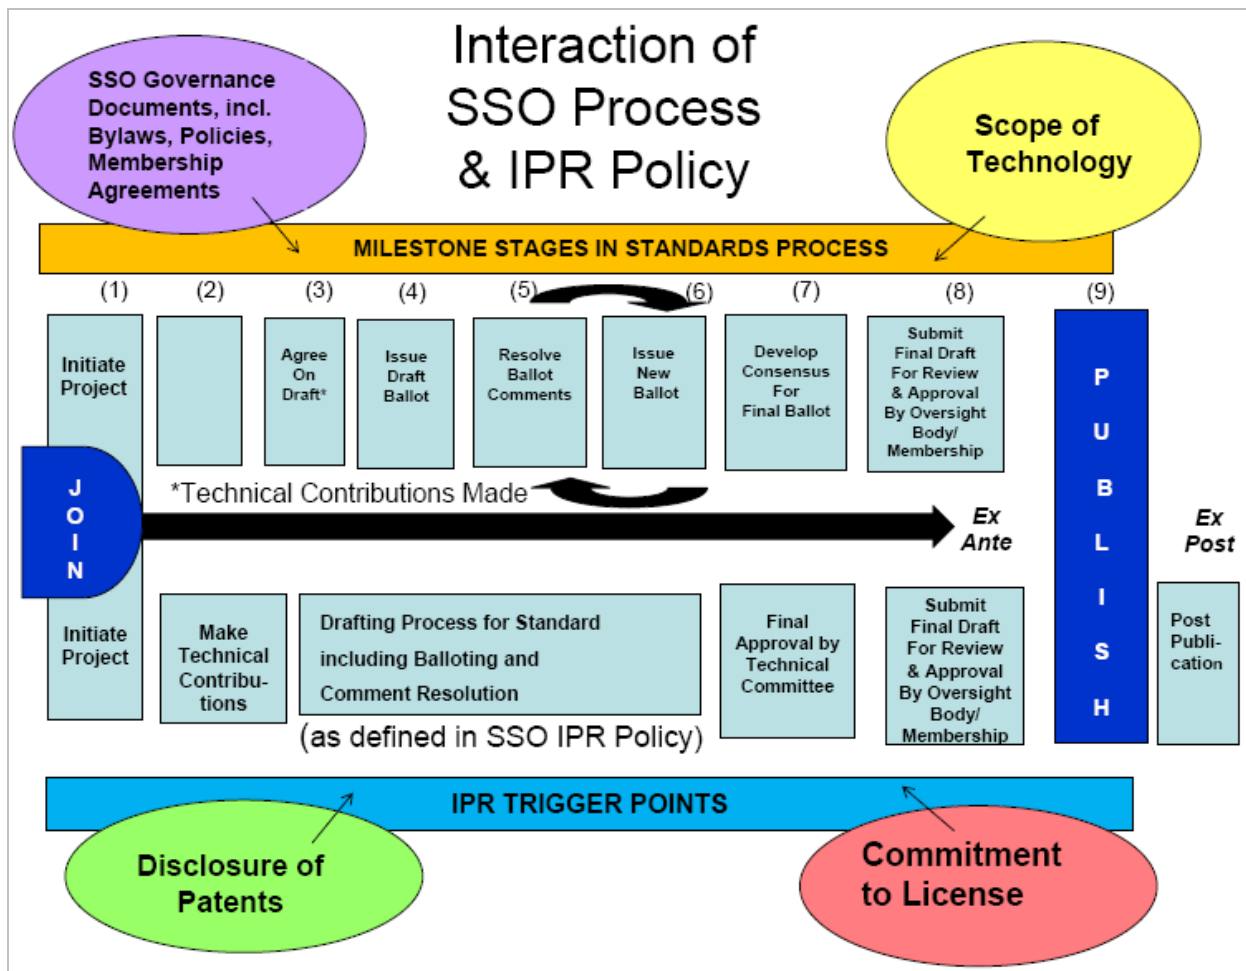 Interaction of
SSO Process
& IPR Policy
SSO Governance
Documents, incl.
Bylaws, Policies,
Membership
Agreements
Scope of
Technology
MILESTONE STAGES IN STANDARDS PROCESS
(1)
(2)
(3)
(4)
(5)
(6)
(7)
(8)
(9)
Initiate
Project
Agree
On
Draft*
Issue
Draft
Ballot
Resolve
Ballot
Comments
Issue
New
Ballot
Develop
Consensus
For
Final Ballot
Submit
Final Draft
For Review
& Approval
By Oversight
Body/
Membership
PUBLISH
JOIN
*Technical Contributions Made
Ex
Ante
Ex
Post
Initiate
Project
Make
Technical
Contribu-
tions
Drafting Process for Standard
including Balloting and
Comment Resolution
(as defined in SSO IPR Policy)
Final
Approval by
Technical
Committee
Submit
Final Draft
For Review
& Approval
By Oversight
Body/
Membership
Post
Publi-
cation
IPR TRIGGER POINTS
Disclosure of
Patents
Commitment
to License